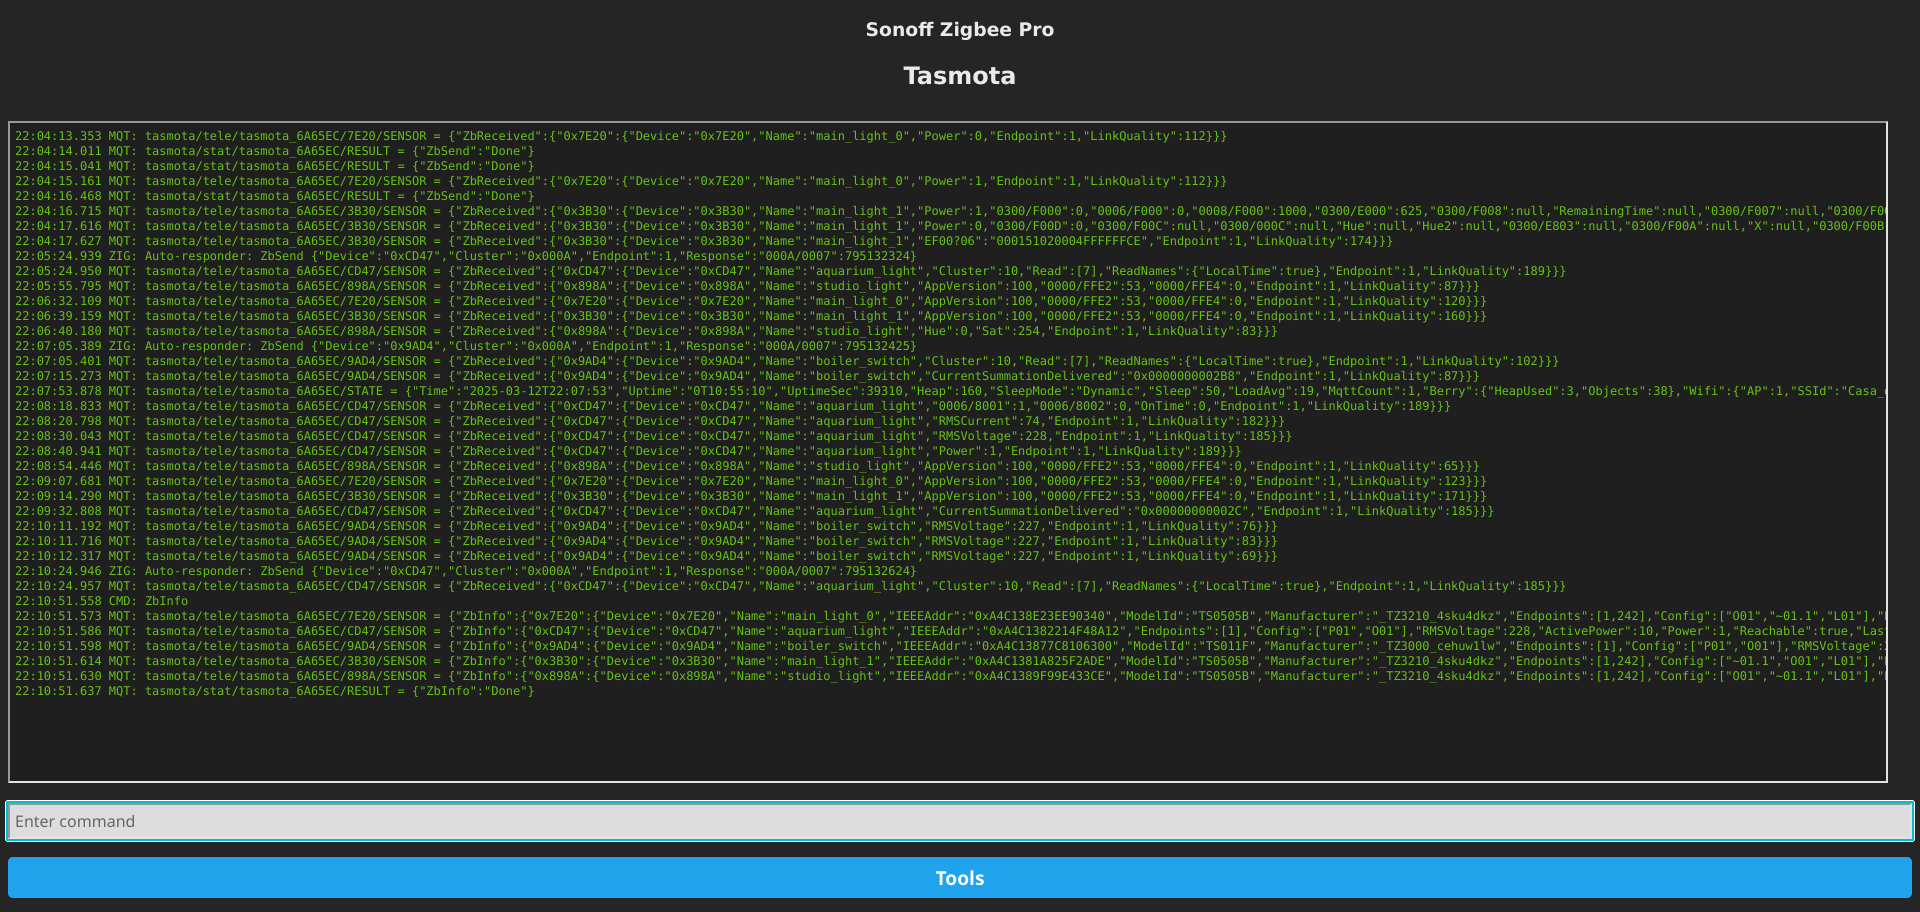 Sonoff Zigbee Pro
Tasmota
22:04:13.353 MQT: tasmota/tele/tasmota_6A65EC/7E20/SENSOR = {"ZbReceived":{"0x7E20":{"Device":"0x7E20","Name":"main_light_0","Power":0,"Endpoint":1,"LinkQuality":112}}}
22:04:14.011 MQT: tasmota/stat/tasmota_6A65EC/RESULT = {"ZbSend":"Done"}
22:04:15.041 MQT: tasmota/stat/tasmota_6A65EC/RESULT = {"ZbSend":"Done"}
22:04:15.161 MQT: tasmota/tele/tasmota_6A65EC/7E20/SENSOR = {"ZbReceived":{"0x7E20":{"Device":"0x7E20","Name":"main_light_0","Power":1,"Endpoint":1,"LinkQuality":112}}}
22:04:16.468 MQT: tasmota/stat/tasmota_6A65EC/RESULT = {"ZbSend":"Done"}
22:04:16.715 MQT: tasmota/tele/tasmota_6A65EC/3B30/SENSOR = {"ZbReceived":{"0x3B30":{"Device":"0x3B30","Name":"main_light_1","Power":1,"0300/F000":0,"0006/F000":0,"0008/F000":1000,"0300/E000":625,"0300/F008":null,"RemainingTime":null,"0300/F007":null,"0300/F0
22:04:17.616 MQT: tasmota/tele/tasmota_6A65EC/3B30/SENSOR = {"ZbReceived":{"0x3B30":{"Device":"0x3B30","Name":"main_light_1","Power":0,"0300/F00D":0,"0300/F00C":null,"0300/000C":null,"Hue":null,"Hue2":null,"0300/E803":null,"0300/F00A":null,"X":null,"0300/F00B
22:04:17.627 MQT: tasmota/tele/tasmota_6A65EC/3B30/SENSOR = {"ZbReceived":{"0x3B30":{"Device":"0x3B30","Name":"main_light_1","EF00?06":"000151020004FFFFFFCE","Endpoint":1,"LinkQuality":174}}}
22:05:24.939 ZIG: Auto-responder: ZbSend {"Device":"0xCD47","Cluster":"0x000A","Endpoint":1,"Response":"000A/0007":795132324}
22:05:24.950 MQT: tasmota/tele/tasmota_6A65EC/CD47/SENSOR = {"ZbReceived":{"0xCD47":{"Device":"0xCD47","Name":"aquarium_light","Cluster":10,"Read":[7],"ReadNames":{"LocalTime":true},"Endpoint":1,"LinkQuality":189}}}
22:05:55.795 MQT: tasmota/tele/tasmota_6A65EC/898A/SENSOR = {"ZbReceived":{"0x898A":{"Device":"0x898A","Name":"studio_light","AppVersion":100,"0000/FFE2":53,"0000/FFE4":0,"Endpoint":1,"LinkQuality":87}}}
22:06:32.109 MQT: tasmota/tele/tasmota_6A65EC/7E20/SENSOR = {"ZbReceived":{"0x7E20":{"Device":"0x7E20","Name":"main_light_0","AppVersion":100,"0000/FFE2":53,"0000/FFE4":0,"Endpoint":1,"LinkQuality":120}}}
22:06:39.159 MQT: tasmota/tele/tasmota_6A65EC/3B30/SENSOR = {"ZbReceived":{"0x3B30":{"Device":"0x3B30","Name":"main_light_1","AppVersion":100,"0000/FFE2":53,"0000/FFE4":0,"Endpoint":1,"LinkQuality":160}}}
22:06:40.180 MQT: tasmota/tele/tasmota_6A65EC/898A/SENSOR = {"ZbReceived":{"0x898A":{"Device":"0x898A","Name":"studio_light","Hue":0,"Sat":254,"Endpoint":1,"LinkQuality":83}}}
22:07:05.389 ZIG: Auto-responder: ZbSend {"Device":"0x9AD4","Cluster":"0x000A","Endpoint":1,"Response":"000A/0007":795132425}
22:07:05.401 MQT: tasmota/tele/tasmota_6A65EC/9AD4/SENSOR = {"ZbReceived":{"0x9AD4":{"Device":"0x9AD4","Name":"boiler_switch","Cluster":10,"Read":[7],"ReadNames":{"LocalTime":true},"Endpoint":1,"LinkQuality":102}}}
22:07:15.273 MQT: tasmota/tele/tasmota_6A65EC/9AD4/SENSOR = {"ZbReceived":{"0x9AD4":{"Device":"0x9AD4","Name":"boiler_switch","CurrentSummationDelivered":"0x0000000002B8","Endpoint":1,"LinkQuality":87}}}
22:07:53.878 MQT: tasmota/tele/tasmota_6A65EC/STATE = {"Time":"2025-03-12T22:07:53","Uptime":"0T10:55:10","UptimeSec":39310,"Heap":160,"SleepMode":"Dynamic","Sleep":50,"LoadAvg":19,"MqttCount":1,"Berry":{"HeapUsed":3,"Objects":38},"Wifi":{"AP":1,"SSId":"Casa_
22:08:18.833 MQT: tasmota/tele/tasmota_6A65EC/CD47/SENSOR = {"ZbReceived":{"0xCD47":{"Device":"0xCD47","Name":"aquarium_light","0006/8001":1,"0006/8002":0,"OnTime":0,"Endpoint":1,"LinkQuality":189}}}
22:08:20.798 MQT: tasmota/tele/tasmota_6A65EC/CD47/SENSOR = {"ZbReceived":{"0xCD47":{"Device":"0xCD47","Name":"aquarium_light","RMSCurrent":74,"Endpoint":1,"LinkQuality":182}}}
22:08:30.043 MQT: tasmota/tele/tasmota_6A65EC/CD47/SENSOR = {"ZbReceived":{"0xCD47":{"Device":"0xCD47","Name":"aquarium_light","RMSVoltage":228,"Endpoint":1,"LinkQuality":185}}}
22:08:40.941 MQT: tasmota/tele/tasmota_6A65EC/CD47/SENSOR = {"ZbReceived":{"0xCD47":{"Device":"0xCD47","Name":"aquarium_light","Power":1,"Endpoint":1,"LinkQuality":189}}}
22:08:54.446 MQT: tasmota/tele/tasmota_6A65EC/898A/SENSOR = {"ZbReceived":{"0x898A":{"Device":"0x898A","Name":"studio_light","AppVersion":100,"0000/FFE2":53,"0000/FFE4":0,"Endpoint":1,"LinkQuality":65}}}
22:09:07.681 MQT: tasmota/tele/tasmota_6A65EC/7E20/SENSOR = {"ZbReceived":{"0x7E20":{"Device":"0x7E20","Name":"main_light_0","AppVersion":100,"0000/FFE2":53,"0000/FFE4":0,"Endpoint":1,"LinkQuality":123}}}
22:09:14.290 MQT: tasmota/tele/tasmota_6A65EC/3B30/SENSOR = {"ZbReceived":{"0x3B30":{"Device":"0x3B30","Name":"main_light_1","AppVersion":100,"0000/FFE2":53,"0000/FFE4":0,"Endpoint":1,"LinkQuality":171}}}
22:09:32.808 MQT: tasmota/tele/tasmota_6A65EC/CD47/SENSOR = {"ZbReceived":{"0xCD47":{"Device":"0xCD47","Name":"aquarium_light","CurrentSummationDelivered":"0x00000000002C","Endpoint":1,"LinkQuality":185}}}
22:10:11.192 MQT: tasmota/tele/tasmota_6A65EC/9AD4/SENSOR = {"ZbReceived":{"0x9AD4":{"Device":"0x9AD4","Name":"boiler_switch","RMSVoltage":227,"Endpoint":1,"LinkQuality":76}}}
22:10:11.716 MQT: tasmota/tele/tasmota_6A65EC/9AD4/SENSOR = {"ZbReceived":{"0x9AD4":{"Device":"0x9AD4","Name":"boiler_switch","RMSVoltage":227,"Endpoint":1,"LinkQuality":83}}}
22:10:12.317 MQT: tasmota/tele/tasmota_6A65EC/9AD4/SENSOR = {"ZbReceived":{"0x9AD4":{"Device":"0x9AD4","Name":"boiler_switch","RMSVoltage":227,"Endpoint":1,"LinkQuality":69}}}
22:10:24.946 ZIG: Auto-responder: ZbSend {"Device":"0xCD47","Cluster":"0x000A","Endpoint":1,"Response":"000A/0007":795132624}
22:10:24.957 MQT: tasmota/tele/tasmota_6A65EC/CD47/SENSOR = {"ZbReceived":{"0xCD47":{"Device":"0xCD47","Name":"aquarium_light","Cluster":10,"Read":[7],"ReadNames":{"LocalTime":true},"Endpoint":1,"LinkQuality":185}}}
22:10:51.558 CMD: ZbInfo
22:10:51.573 MQT: tasmota/tele/tasmota_6A65EC/7E20/SENSOR = {"ZbInfo":{"0x7E20":{"Device":"0x7E20","Name":"main_light_0","IEEEAddr":"0xA4C138E23EE90340","ModelId":"TS0505B","Manufacturer":"_TZ3210_4sku4dkz","Endpoints":[1,242],"Config":["O01","~01.1","L01"],"
22:10:51.586 MQT: tasmota/tele/tasmota_6A65EC/CD47/SENSOR = {"ZbInfo":{"0xCD47":{"Device":"0xCD47","Name":"aquarium_light","IEEEAddr":"0xA4C1382214F48A12","Endpoints":[1],"Config":["P01","O01"],"RMSVoltage":228,"ActivePower":10,"Power":1,"Reachable":true,"Las
22:10:51.598 MQT: tasmota/tele/tasmota_6A65EC/9AD4/SENSOR = {"ZbInfo":{"0x9AD4":{"Device":"0x9AD4","Name":"boiler_switch","IEEEAddr":"0xA4C13877C8106300","ModelId":"TS011F","Manufacturer":"_TZ3000_cehuw1lw","Endpoints":[1],"Config":["P01","O01"],"RMSVoltage":
22:10:51.614 MQT: tasmota/tele/tasmota_6A65EC/3B30/SENSOR = {"ZbInfo":{"0x3B30":{"Device":"0x3B30","Name":"main_light_1","IEEEAddr":"0xA4C1381A825F2ADE","ModelId":"TS0505B","Manufacturer":"_TZ3210_4sku4dkz","Endpoints":[1,242],"Config":["~01.1","O01","L01"],"
22:10:51.630 MQT: tasmota/tele/tasmota_6A65EC/898A/SENSOR = {"ZbInfo":{"0x898A":{"Device":"0x898A","Name":"studio_light","IEEEAddr":"0xA4C1389F99E433CE","ModelId":"TS0505B","Manufacturer":"_TZ3210_4sku4dkz","Endpoints":[1,242],"Config":["O01","~01.1","L01"],"
22:10:51.637 MQT: tasmota/stat/tasmota_6A65EC/RESULT = {"ZbInfo":"Done"}
Enter command
Tools